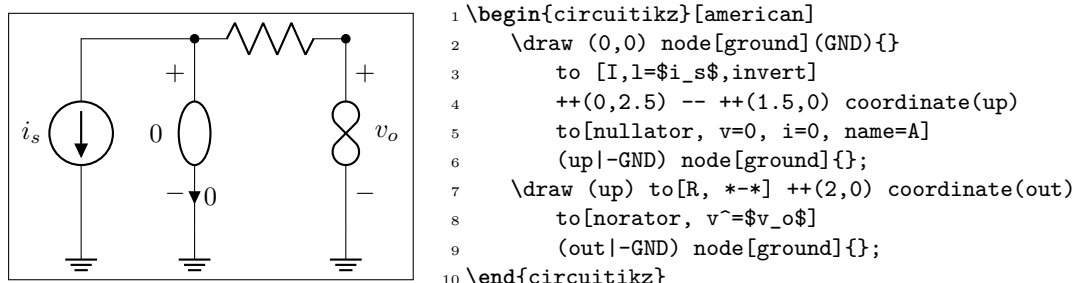 + +
i_s 0 v_o
− 0 −
1 \begin{circuitikz}[american]
2 \draw (0,0) node[ground](GND){}
3 to [I,l=$i_s$,invert]
4 ++(0,2.5) -- ++(1.5,0) coordinate(up)
5 to[nullator, v=0, i=0, name=A]
6 (up|-GND) node[ground]{};
7 \draw (up) to[R, *-*] ++(2,0) coordinate(out)
8 to[norator, v^=$v_o$]
9 (out|-GND) node[ground]{};
10 \end{circuitikz}